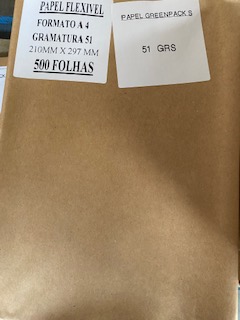 PAPEL FLEXIVEL
FORMATO A 4
GRAMATURA 51
210MM X 297 MM
500 FOLHAS
PAPEL GREENPACK S
51 GRS